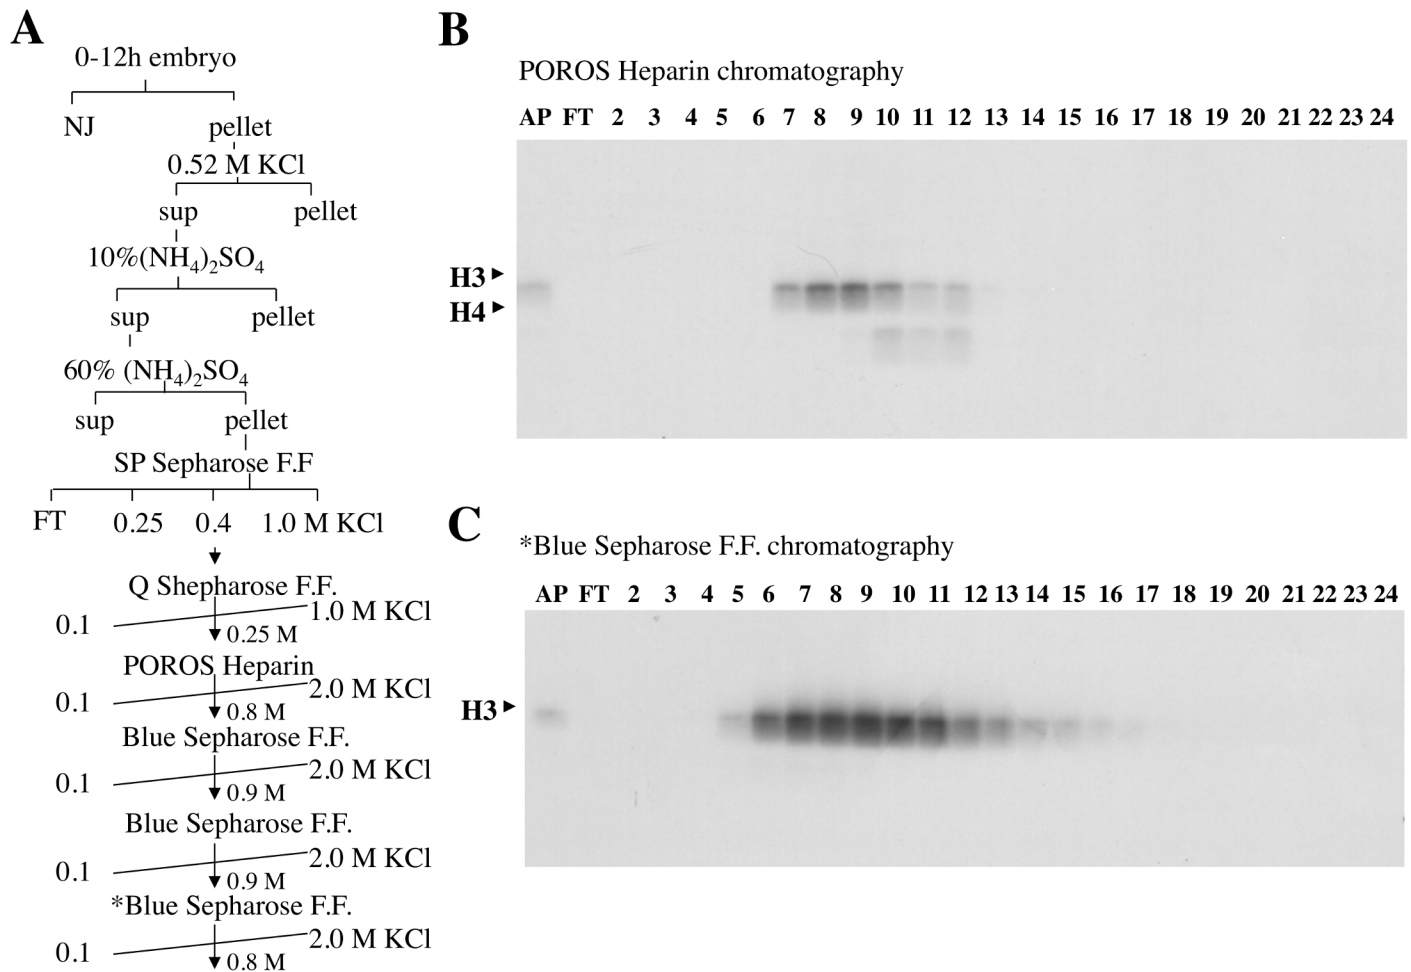 A
0-12h embryo
NJ pellet
0.52 M KCl
sup pellet
10%(NH₄)₂SO₄
sup pellet
60% (NH₄)₂SO₄
sup pellet
SP Sepharose F.F
FT 0.25 0.4 1.0 M KCl
Q Shepharose F.F.
0.1 1.0 M KCl
0.25 M
POROS Heparin
0.1 2.0 M KCl
0.8 M
Blue Sepharose F.F.
0.1 2.0 M KCl
0.9 M
Blue Sepharose F.F.
0.1 2.0 M KCl
0.9 M
*Blue Sepharose F.F.
0.1 2.0 M KCl
0.8 M
B
POROS Heparin chromatography
AP FT 2 3 4 5 6 7 8 9 10 11 12 13 14 15 16 17 18 19 20 21 22 23 24
H3
H4
C
*Blue Sepharose F.F. chromatography
AP FT 2 3 4 5 6 7 8 9 10 11 12 13 14 15 16 17 18 19 20 21 22 23 24
H3